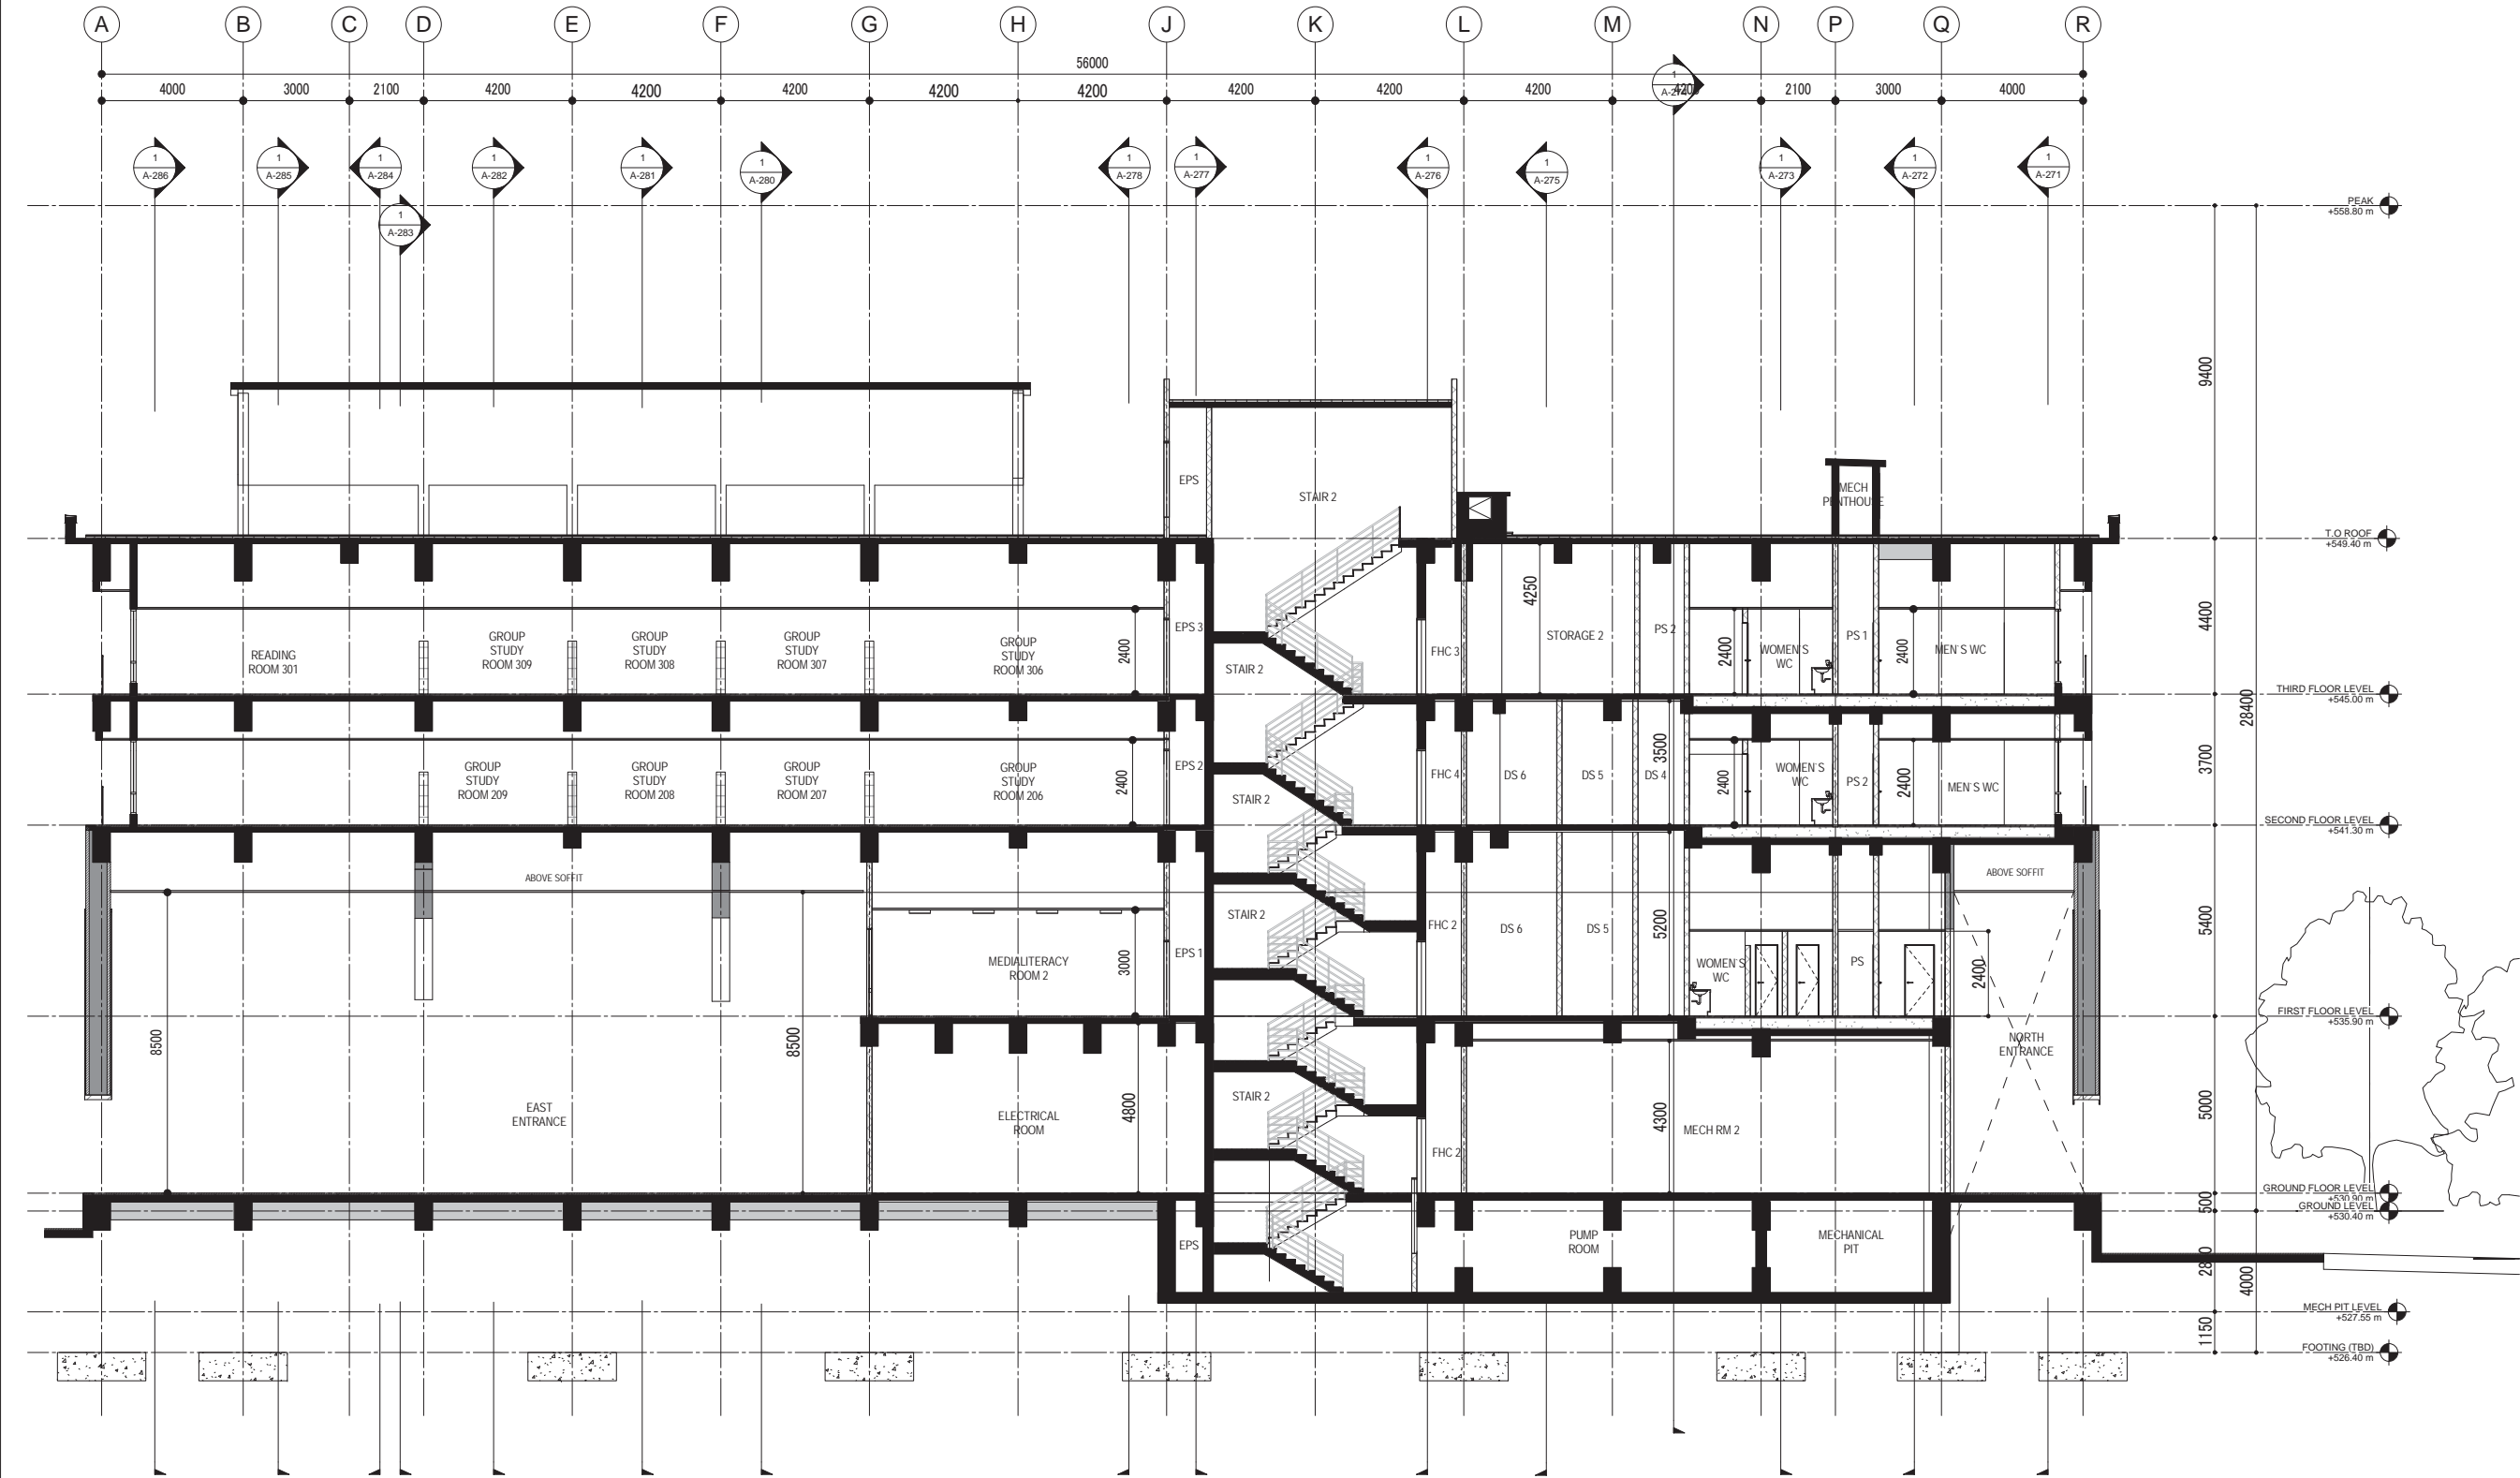 A B C D E F G H J K L M N P Q R
56000
4000 3000 2100 4200 4200 4200 4200 4200 4200 4200 4200 4200 2100 3000 4000
1
A-274
1
A-286
1
A-285
1
A-284
1
A-283
1
A-282
1
A-281
1
A-280
1
A-278
1
A-277
1
A-276
1
A-275
1
A-273
1
A-272
1
A-271
PEAK
+558.80 m
9400
EPS
STAIR 2
MECH
PENTHOUSE
T.O ROOF
+549.40 m
READING
ROOM 301
GROUP
STUDY
ROOM 309
GROUP
STUDY
ROOM 308
GROUP
STUDY
ROOM 307
GROUP
STUDY
ROOM 306
2400
EPS 3
STAIR 2
FHC 3
4250
STORAGE 2
PS 2
2400
WOMEN`S
WC
PS 1
2400
MEN`S WC
4400
THIRD FLOOR LEVEL
+545.00 m
28400
GROUP
STUDY
ROOM 209
GROUP
STUDY
ROOM 208
GROUP
STUDY
ROOM 207
GROUP
STUDY
ROOM 206
2400
EPS 2
STAIR 2
FHC 4
DS 6
DS 5
3500
DS 4
2400
WOMEN`S
WC
PS 2
2400
MEN`S WC
3700
SECOND FLOOR LEVEL
+541.30 m
ABOVE SOFFIT
MEDIALITERACY
ROOM 2
3000
EPS 1
STAIR 2
FHC 2
DS 6
DS 5
5200
WOMEN`S
WC
PS
2400
ABOVE SOFFIT
5400
FIRST FLOOR LEVEL
+535.90 m
8500
8500
EAST
ENTRANCE
ELECTRICAL
ROOM
4800
STAIR 2
FHC 2
4300
MECH RM 2
NORTH
ENTRANCE
5000
GROUND FLOOR LEVEL
+530.90 m
500
GROUND LEVEL
+530.40 m
EPS
PUMP
ROOM
MECHANICAL
PIT
4000
MECH PIT LEVEL
+527.55 m
1150
FOOTING (TBD)
+526.40 m